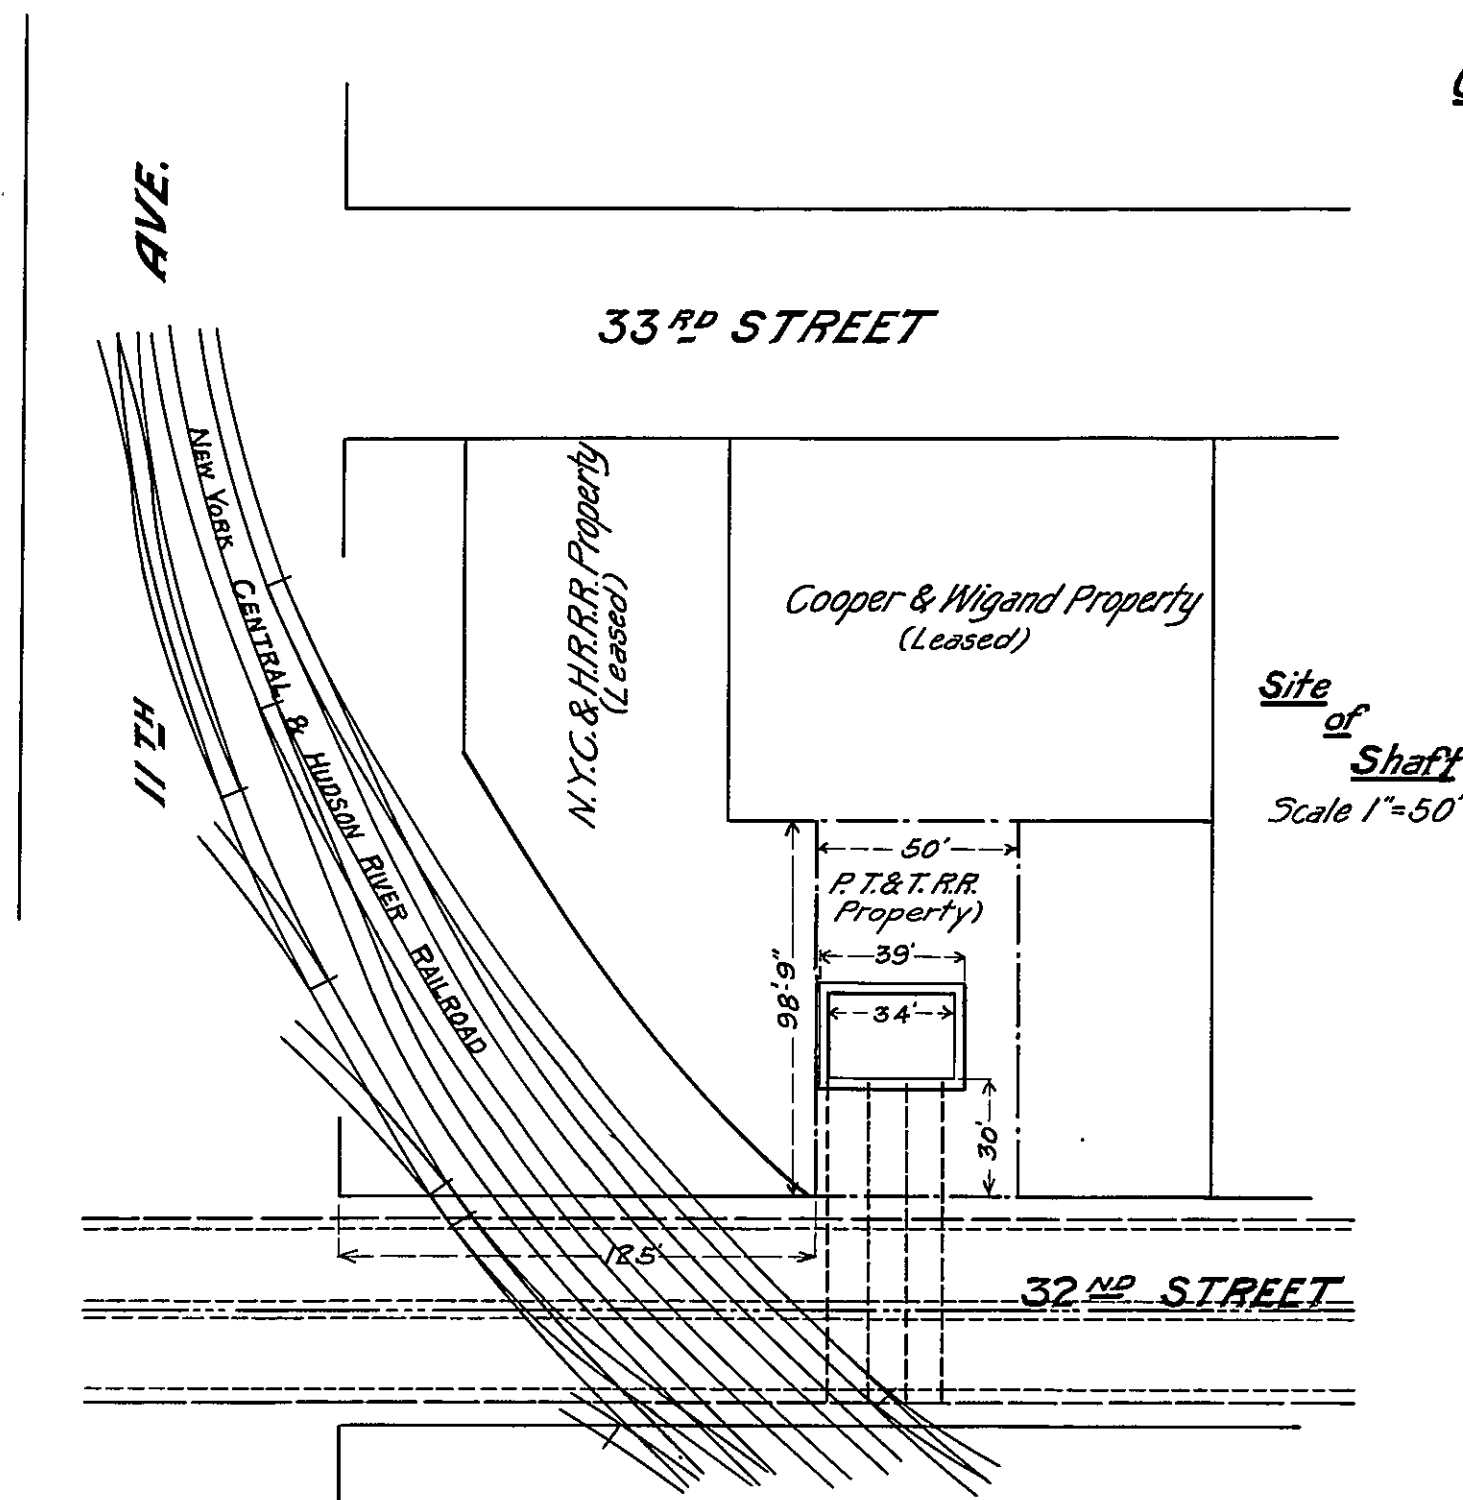 11TH AVE.
33RD STREET
NEW YORK CENTRAL & HUDSON RIVER RAILROAD
N.Y.C. & H.R.R.R. Property
(Leased)
Cooper & Wigand Property
(Leased)
Site
of
Shaft
Scale 1"=50'
50'
P.T. & T.R.R.
Property)
39'
98'-9"
34'
30'
185'
32ND STREET